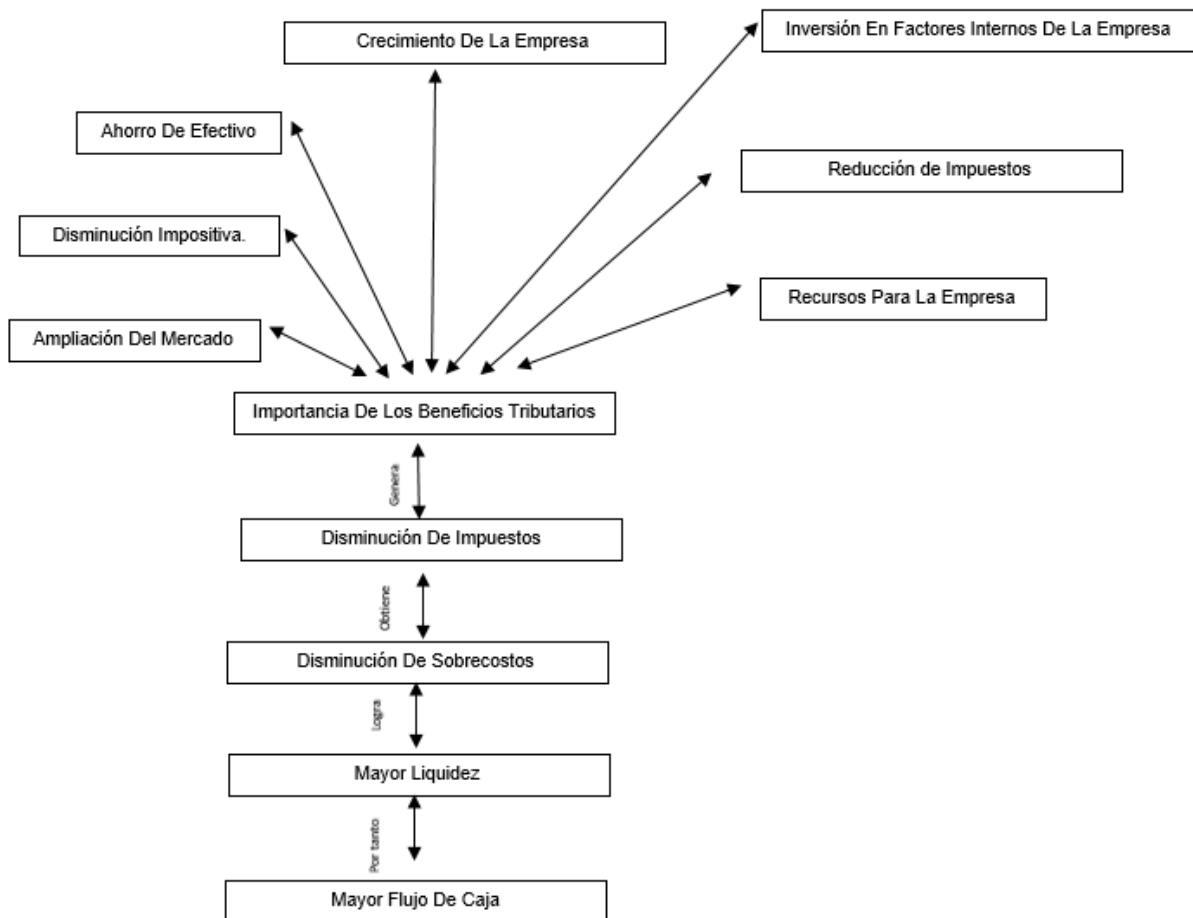 Crecimiento De La Empresa
Inversión En Factores Internos De La Empresa
Ahorro De Efectivo
Reducción de Impuestos
Disminución Impositiva.
Recursos Para La Empresa
Ampliación Del Mercado
Importancia De Los Beneficios Tributarios
Genera
Disminución De Impuestos
Obtiene
Disminución De Sobrecostos
Logra
Mayor Liquidez
Por tanto
Mayor Flujo De Caja